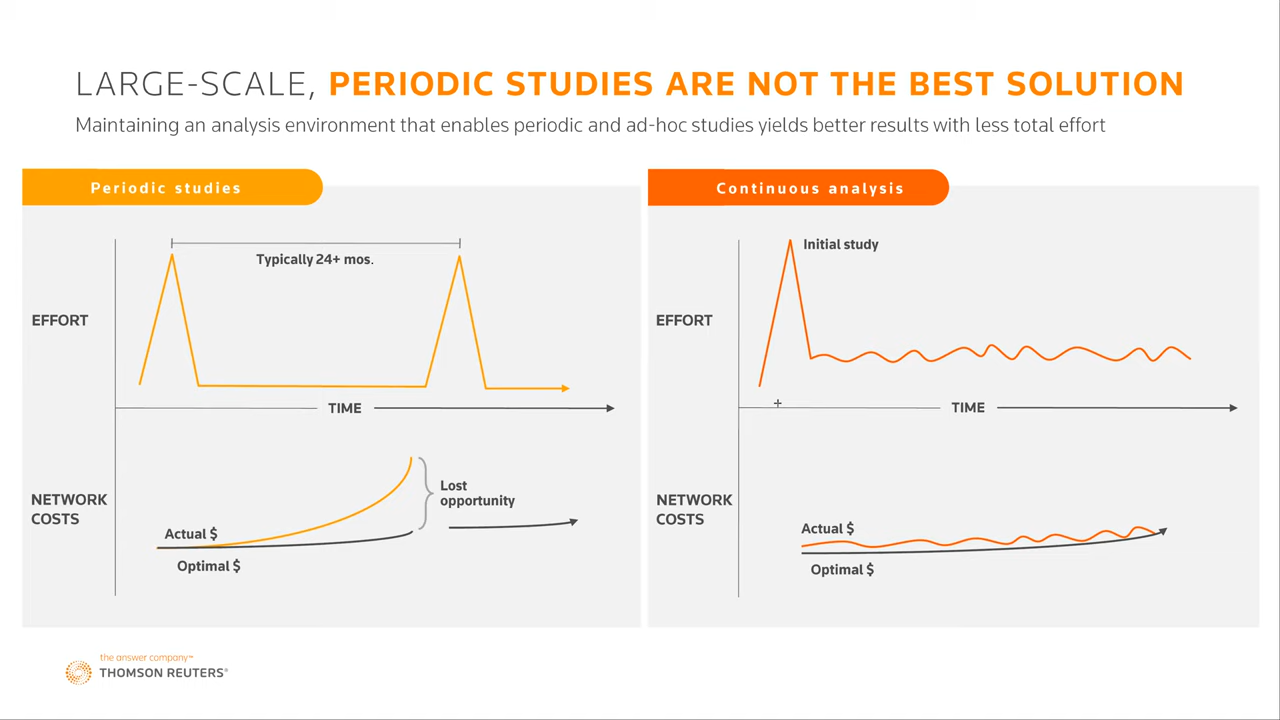 LARGE-SCALE, PERIODIC STUDIES ARE NOT THE BEST SOLUTION
Maintaining an analysis environment that enables periodic and ad-hoc studies yields better results with less total effort
Periodic studies
Typically 24+ mos.
EFFORT
TIME
NETWORK
COSTS
Actual $
Optimal $
Lost
opportunity
Continuous analysis
Initial study
EFFORT
TIME
NETWORK
COSTS
Actual $
Optimal $
the answer company™
THOMSON REUTERS®